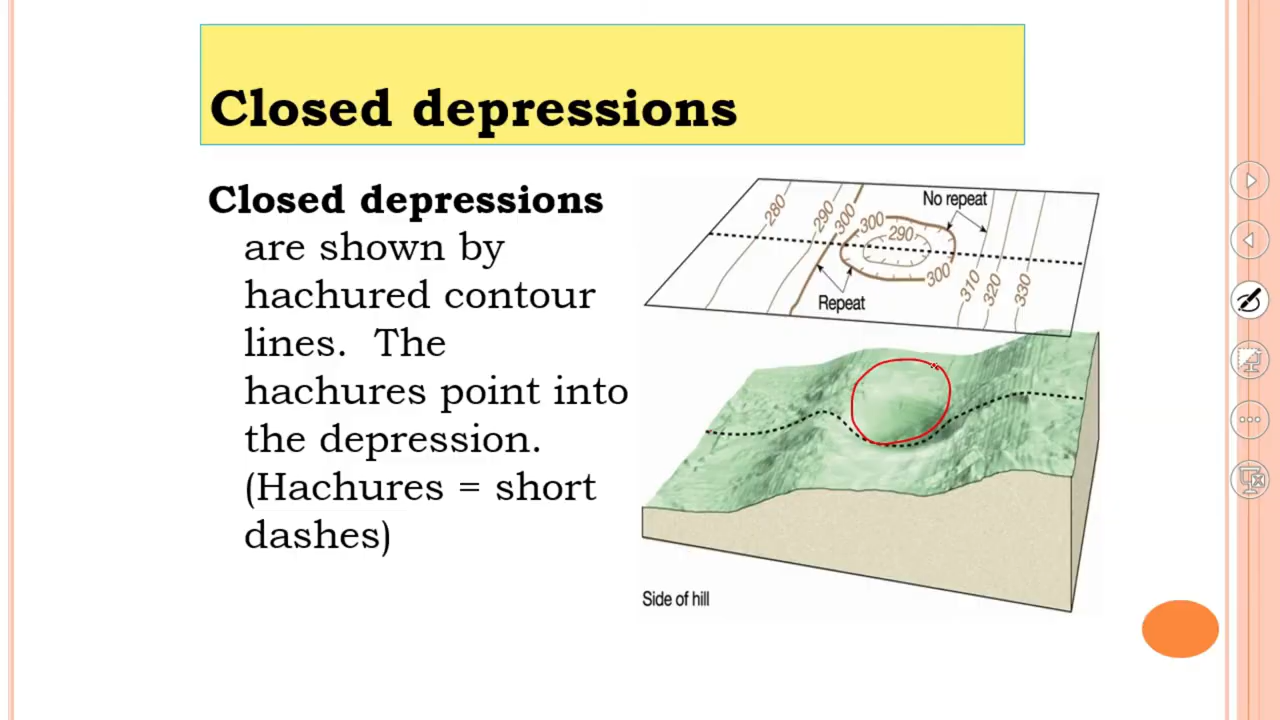 Closed depressions
Closed depressions
are shown by
hachured contour
lines.  The
hachures point into
the depression.
(Hachures = short
dashes)
No repeat
280
290
300
300
290
300
310
320
330
Repeat
Side of hill